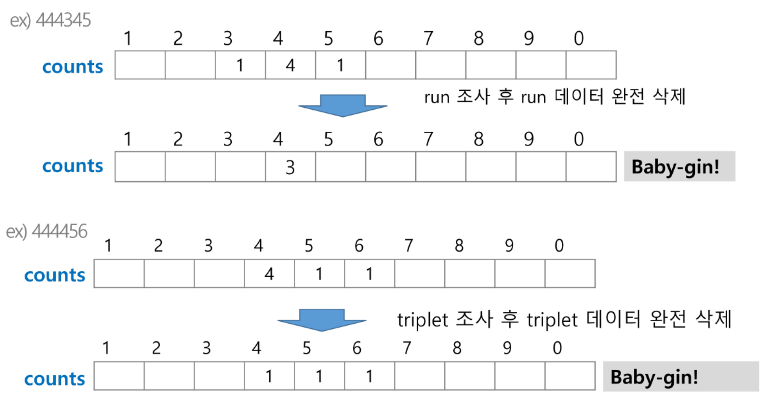 ex) 444345
1 2 3 4 5 6 7 8 9 0
counts 1 4 1
run 조사 후 run 데이터 완전 삭제
1 2 3 4 5 6 7 8 9 0
counts 3 Baby-gin!
ex) 444456
1 2 3 4 5 6 7 8 9 0
counts 4 1 1
triplet 조사 후 triplet 데이터 완전 삭제
1 2 3 4 5 6 7 8 9 0
counts 1 1 1 Baby-gin!